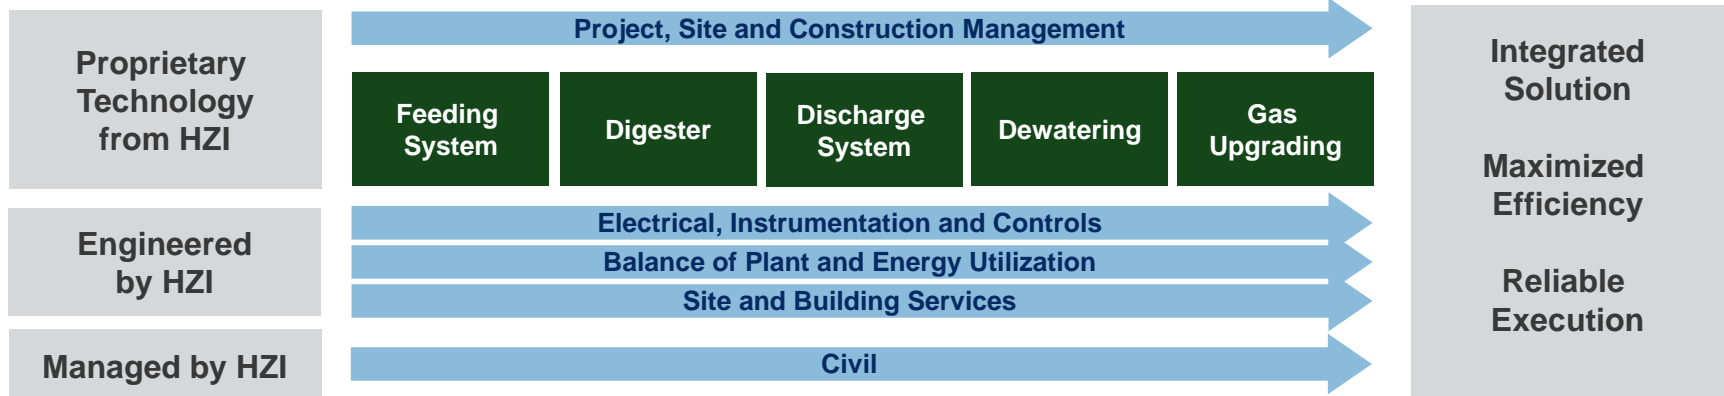 Proprietary
Technology
from HZI
Project, Site and Construction Management
Feeding
System
Digester
Discharge
System
Dewatering
Gas
Upgrading
Engineered
by HZI
Electrical, Instrumentation and Controls
Balance of Plant and Energy Utilization
Site and Building Services
Managed by HZI
Civil
Integrated
Solution
Maximized
Efficiency
Reliable
Execution